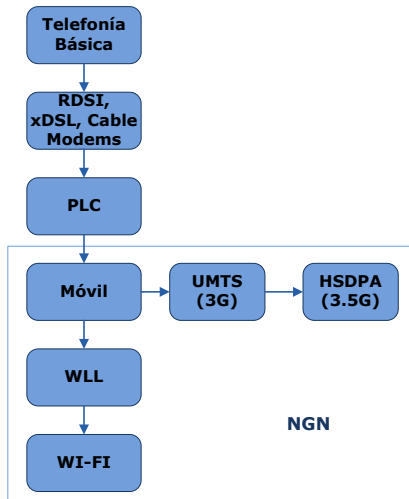 Telefonía
Básica
RDSI,
xDSL, Cable
Modems
PLC
Móvil
UMTS
(3G)
HSDPA
(3.5G)
WLL
NGN
WI-FI